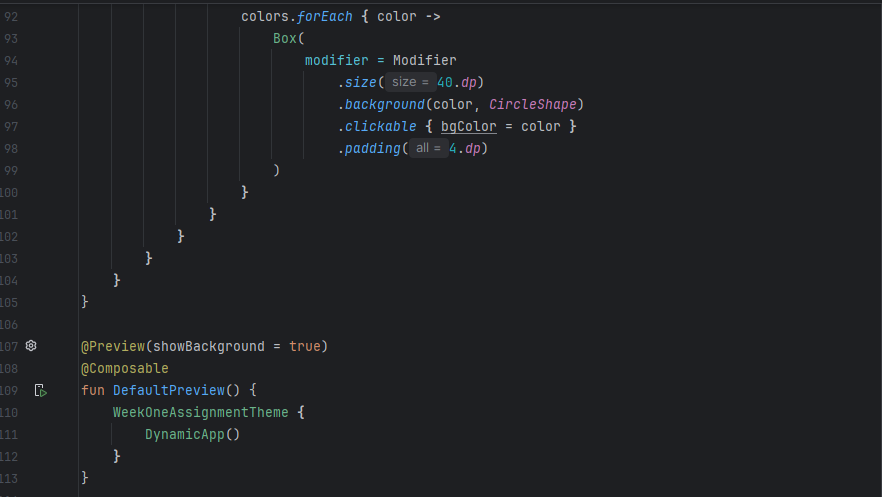 92 colors.forEach { color ->
93 Box(
94 modifier = Modifier
95 .size( size = 40.dp)
96 .background(color, CircleShape)
97 .clickable { bgColor = color }
98 .padding( all = 4.dp)
99 )
100 }
101 }
102 }
103 }
104 }
105 }
106
107 @Preview(showBackground = true)
108 @Composable
109 fun DefaultPreview() {
110 WeekOneAssignmentTheme {
111 DynamicApp()
112 }
113 }